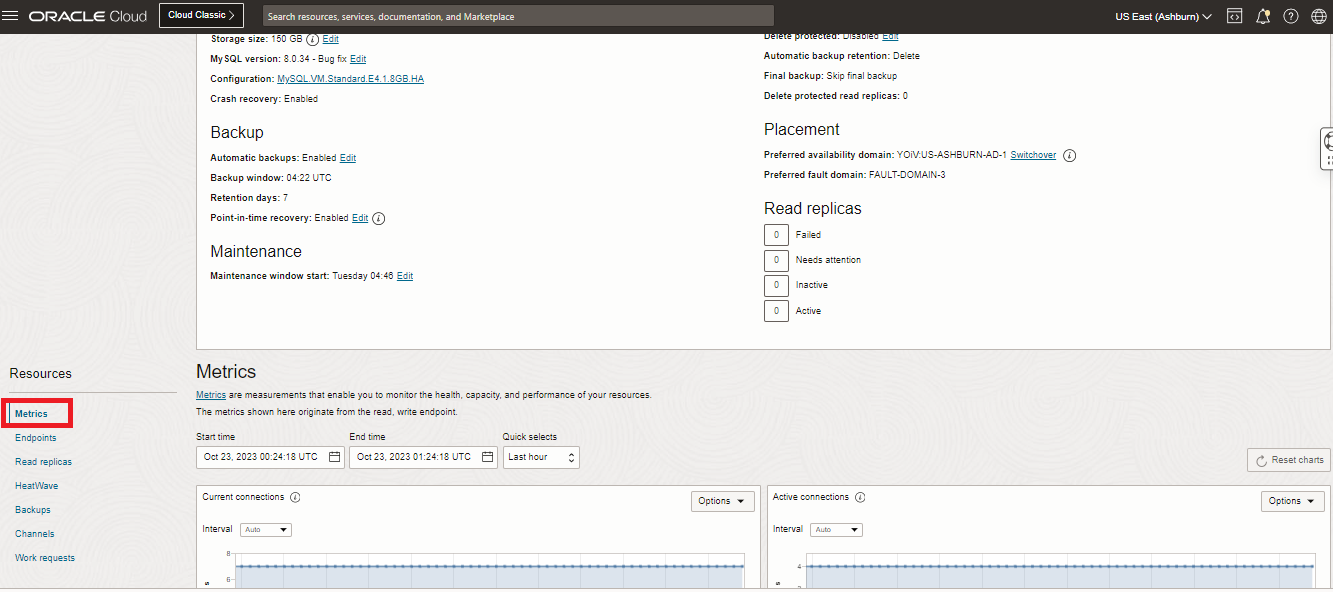 ORACLE Cloud
Cloud Classic
Search resources, services, documentation, and Marketplace
US East (Ashburn)
Storage size: 150 GB Edit
MySQL version: 8.0.34 - Bug fix Edit
Configuration: MySQL.VM.Standard.E4.1.8GB.HA
Crash recovery: Enabled
Backup
Automatic backups: Enabled Edit
Backup window: 04:22 UTC
Retention days: 7
Point-in-time recovery: Enabled Edit
Maintenance
Maintenance window start: Tuesday 04:46 Edit
Delete protected: Disabled Edit
Automatic backup retention: Delete
Final backup: Skip final backup
Delete protected read replicas: 0
Placement
Preferred availability domain: YOiV:US-ASHBURN-AD-1 Switchover
Preferred fault domain: FAULT-DOMAIN-3
Read replicas
0 Failed
0 Needs attention
0 Inactive
0 Active
Resources
Metrics
Endpoints
Read replicas
HeatWave
Backups
Channels
Work requests
Metrics
Metrics are measurements that enable you to monitor the health, capacity, and performance of your resources.
The metrics shown here originate from the read, write endpoint.
Start time
Oct 23, 2023 00:24:18 UTC
End time
Oct 23, 2023 01:24:18 UTC
Quick selects
Last hour
Reset charts
Current connections
Options
Interval Auto
8
6
Active connections
Options
Interval Auto
4